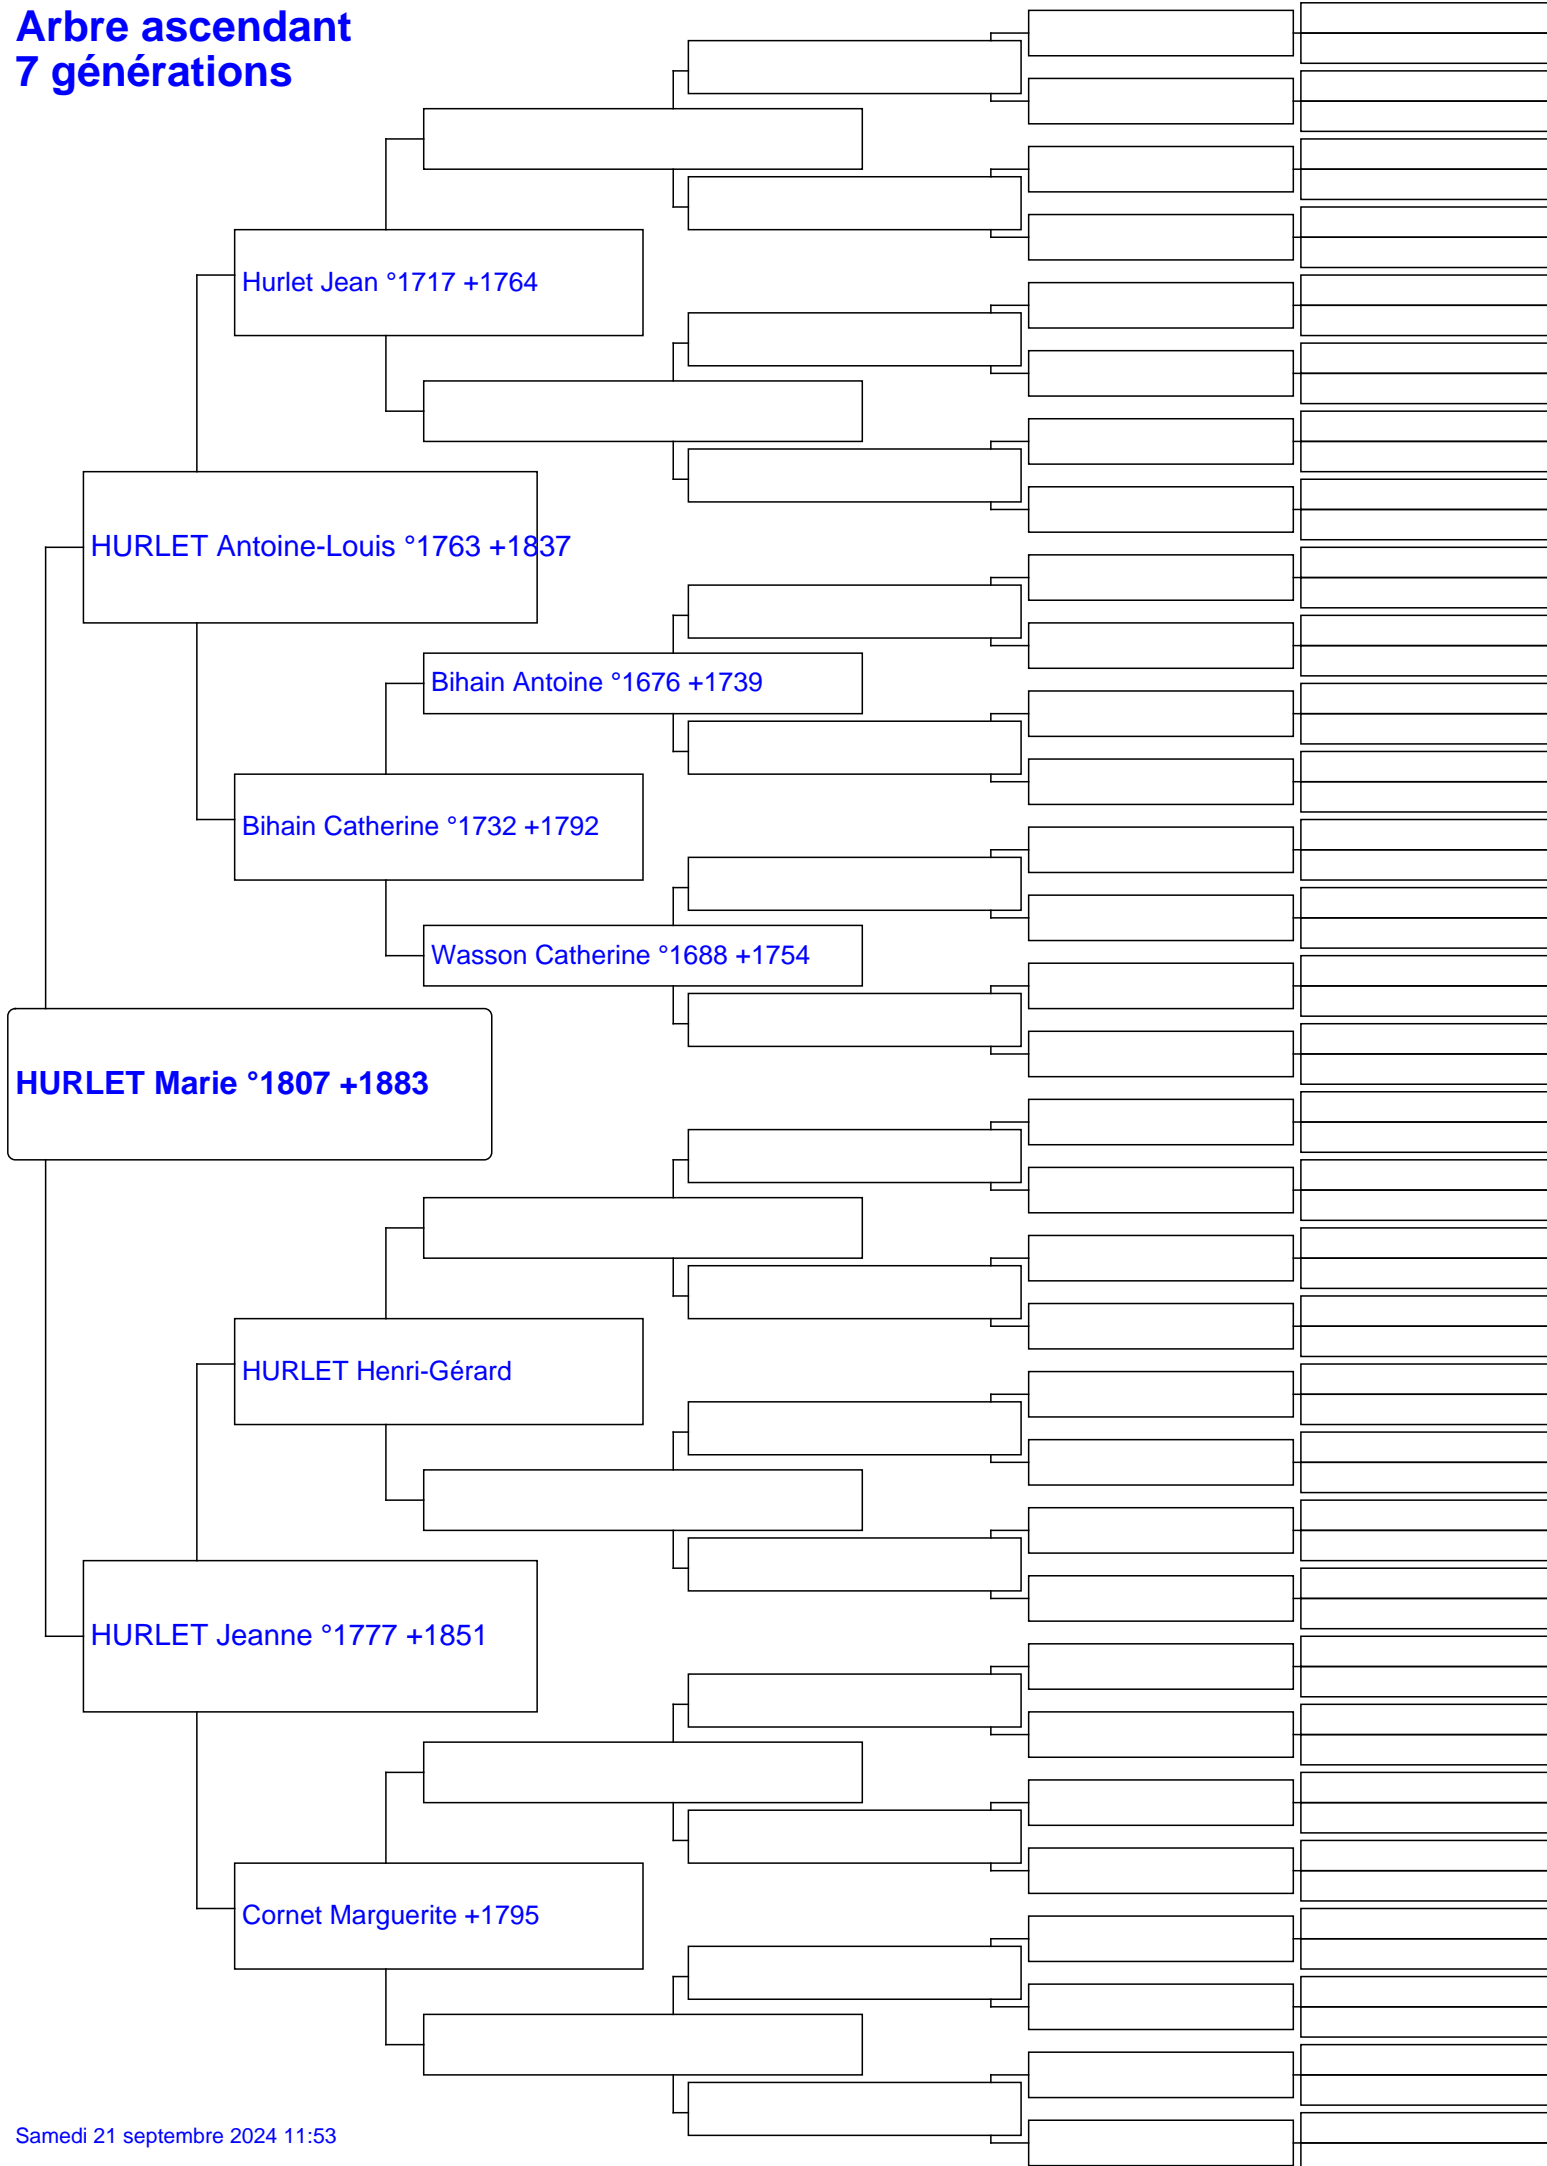 Arbre ascendant
7 générations
Hurlet Jean °1717 +1764
HURLET Antoine-Louis °1763 +1837
Bihain Antoine °1676 +1739
Bihain Catherine °1732 +1792
Wasson Catherine °1688 +1754
HURLET Marie °1807 +1883
HURLET Henri-Gérard
HURLET Jeanne °1777 +1851
Cornet Marguerite +1795
Samedi 21 septembre 2024 11:53